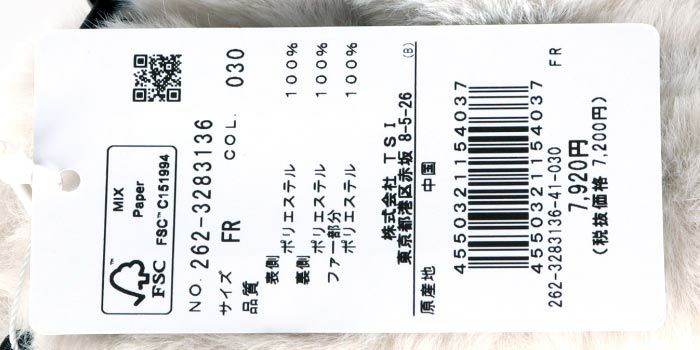 MIX
Paper
FSC™ C151994
FSC
NO. 262-3283136
サイズ COL.
FR 030
品質
表側
ポリエステル 100%
裏側
ポリエステル 100%
ファー部分
ポリエステル 100%
株式会社 TSI
東京都港区赤坂 8-5-26
(B)
原産地 中国
4550321154037
4550321154037
262-3283136-41-030
7,920円
(税抜価格 7,200円)
FR